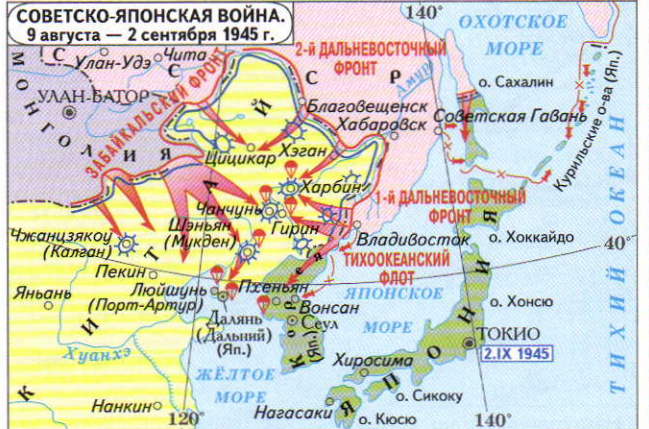 СОВЕТСКО-ЯПОНСКАЯ ВОЙНА.
9 августа — 2 сентября 1945 г.
140°
ОХОТСКОЕ
МОРЕ
С С С Р
Улан-Удэ
Чита
2-й ДАЛЬНЕВОСТОЧНЫЙ
ФРОНТ
Амур
о. Сахалин
УЛАН-БАТОР
ЗАБАЙКАЛЬСКИЙ ФРОНТ
Благовещенск
Хабаровск
Советская Гавань
Курильские о-ва (Яп.)
МОНГОЛИЯ
Цицикар
Хэган
Харбин
1-й ДАЛЬНЕВОСТОЧНЫЙ
ФРОНТ
Чанчунь
Гирин
Шэньян
(Мукден)
Владивосток
ТИХООКЕАНСКИЙ
ФЛОТ
о. Хоккайдо
40°
Чжанцзякоу
(Калган)
Пекин
Яньань
Люйшунь
(Порт-Артур)
Пхеньян
Вонсан
ЯПОНСКОЕ
МОРЕ
о. Хонсю
Далянь
(Дальний)
(Яп.)
Сеул
Корея
(Яп.)
ТОКИО
2.IX 1945
Хуанхэ
ЖЁЛТОЕ
МОРЕ
Хиросима
о. Сикоку
Нанкин
Нагасаки
о. Кюсю
120°
140°
КИТАЙ
ЯПОНИЯ
ТИХИЙ ОКЕАН